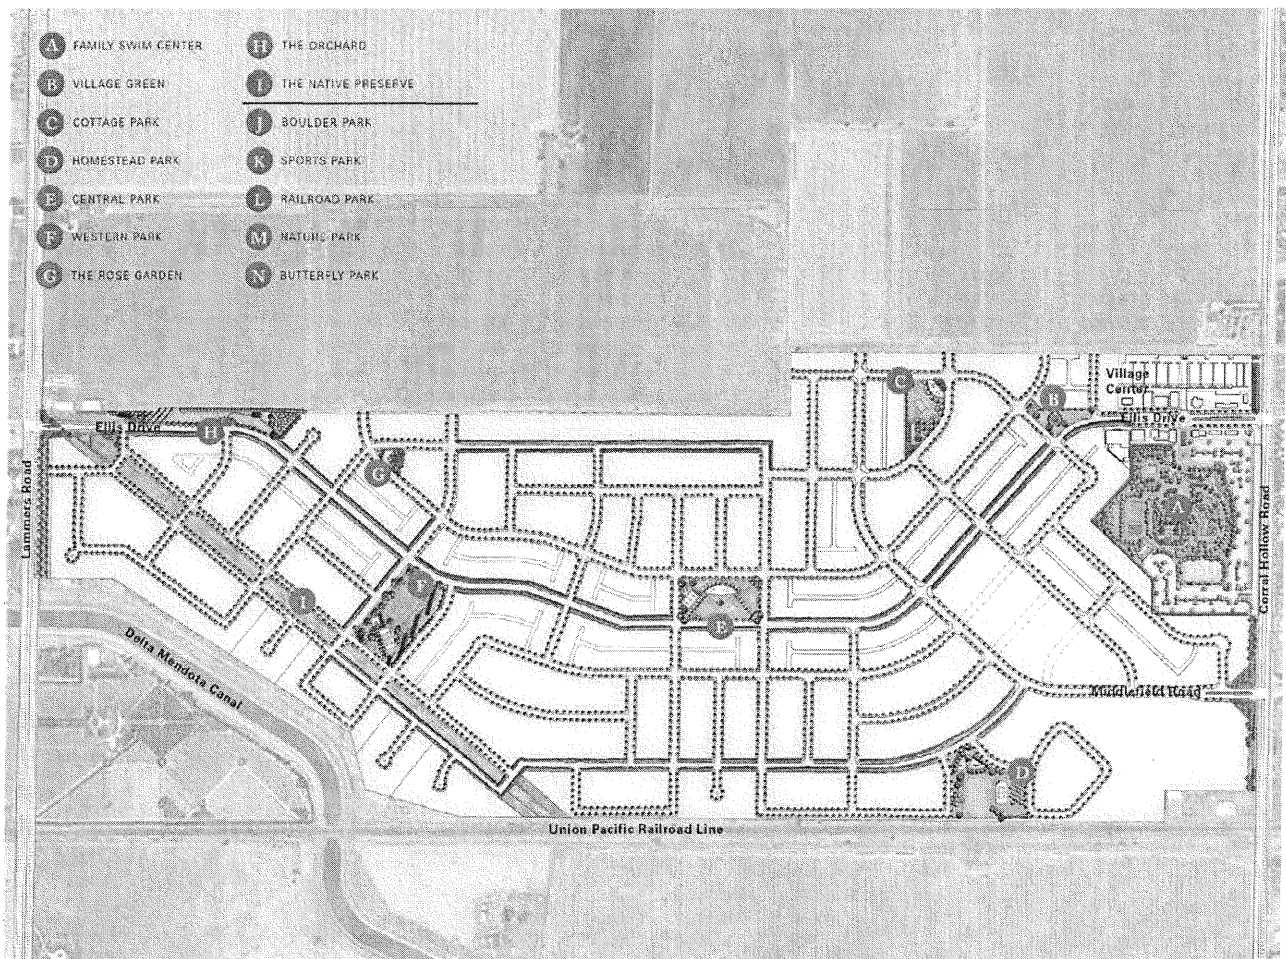 A FAMILY SWIM CENTER
B VILLAGE GREEN
C COTTAGE PARK
D HOMESTEAD PARK
E CENTRAL PARK
F WESTERN PARK
G THE ROSE GARDEN
H THE ORCHARD
I THE NATIVE PRESERVE
J BOULDER PARK
K SPORTS PARK
L RAILROAD PARK
M NATURE PARK
N BUTTERFLY PARK
C
Village
Center
B
Ellis Drive
Ellis Drive
H
G
Lammers Road
A
Corral Hollow Road
F
I
E
Delta Mendota Canal
Middlefield Road
D
Union Pacific Railroad Line